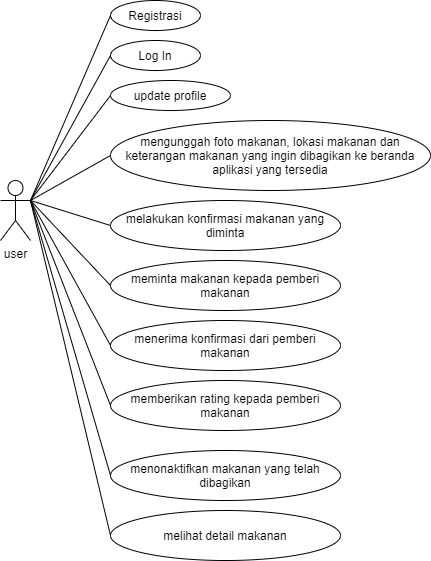 Registrasi
Log In
update profile
mengunggah foto makanan, lokasi makanan dan
keterangan makanan yang ingin dibagikan ke beranda
aplikasi yang tersedia
user
melakukan konfirmasi makanan yang
diminta
meminta makanan kepada pemberi
makanan
menerima konfirmasi dari pemberi
makanan
memberikan rating kepada pemberi
makanan
menonaktifkan makanan yang telah
dibagikan
melihat detail makanan